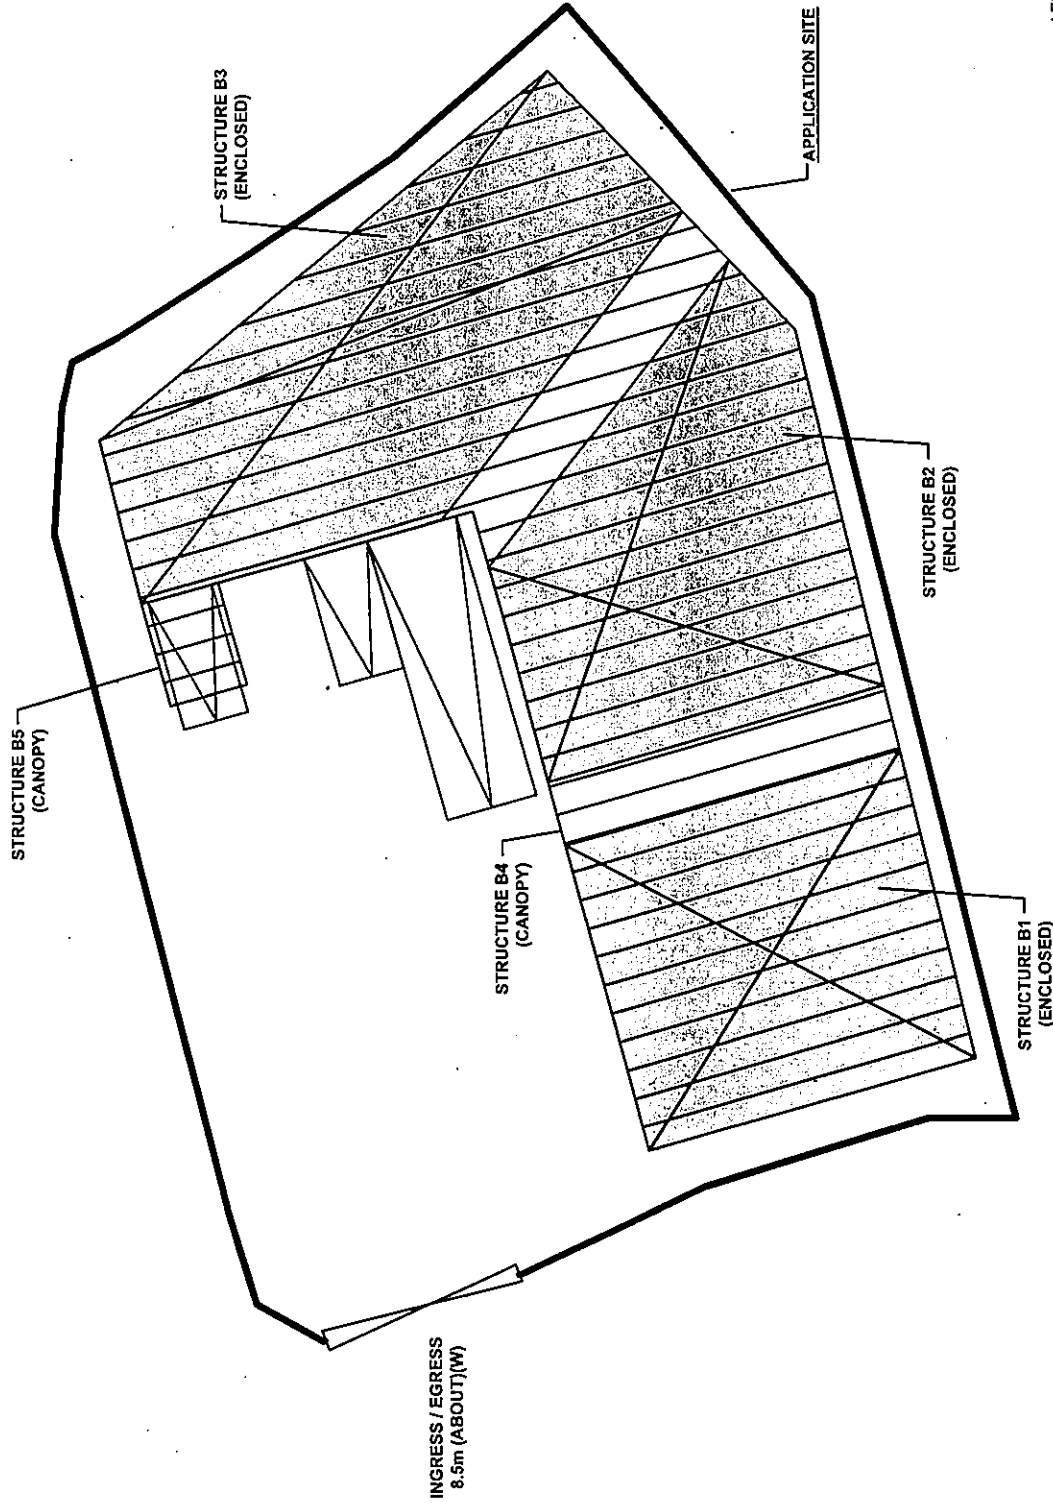 STRUCTURE B5
(CANOPY)
STRUCTURE B3
(ENCLOSED)
APPLICATION SITE
STRUCTURE B4
(CANOPY)
STRUCTURE B2
(ENCLOSED)
STRUCTURE B1
(ENCLOSED)
INGRESS / EGRESS
8.5m (ABOUT)(W)